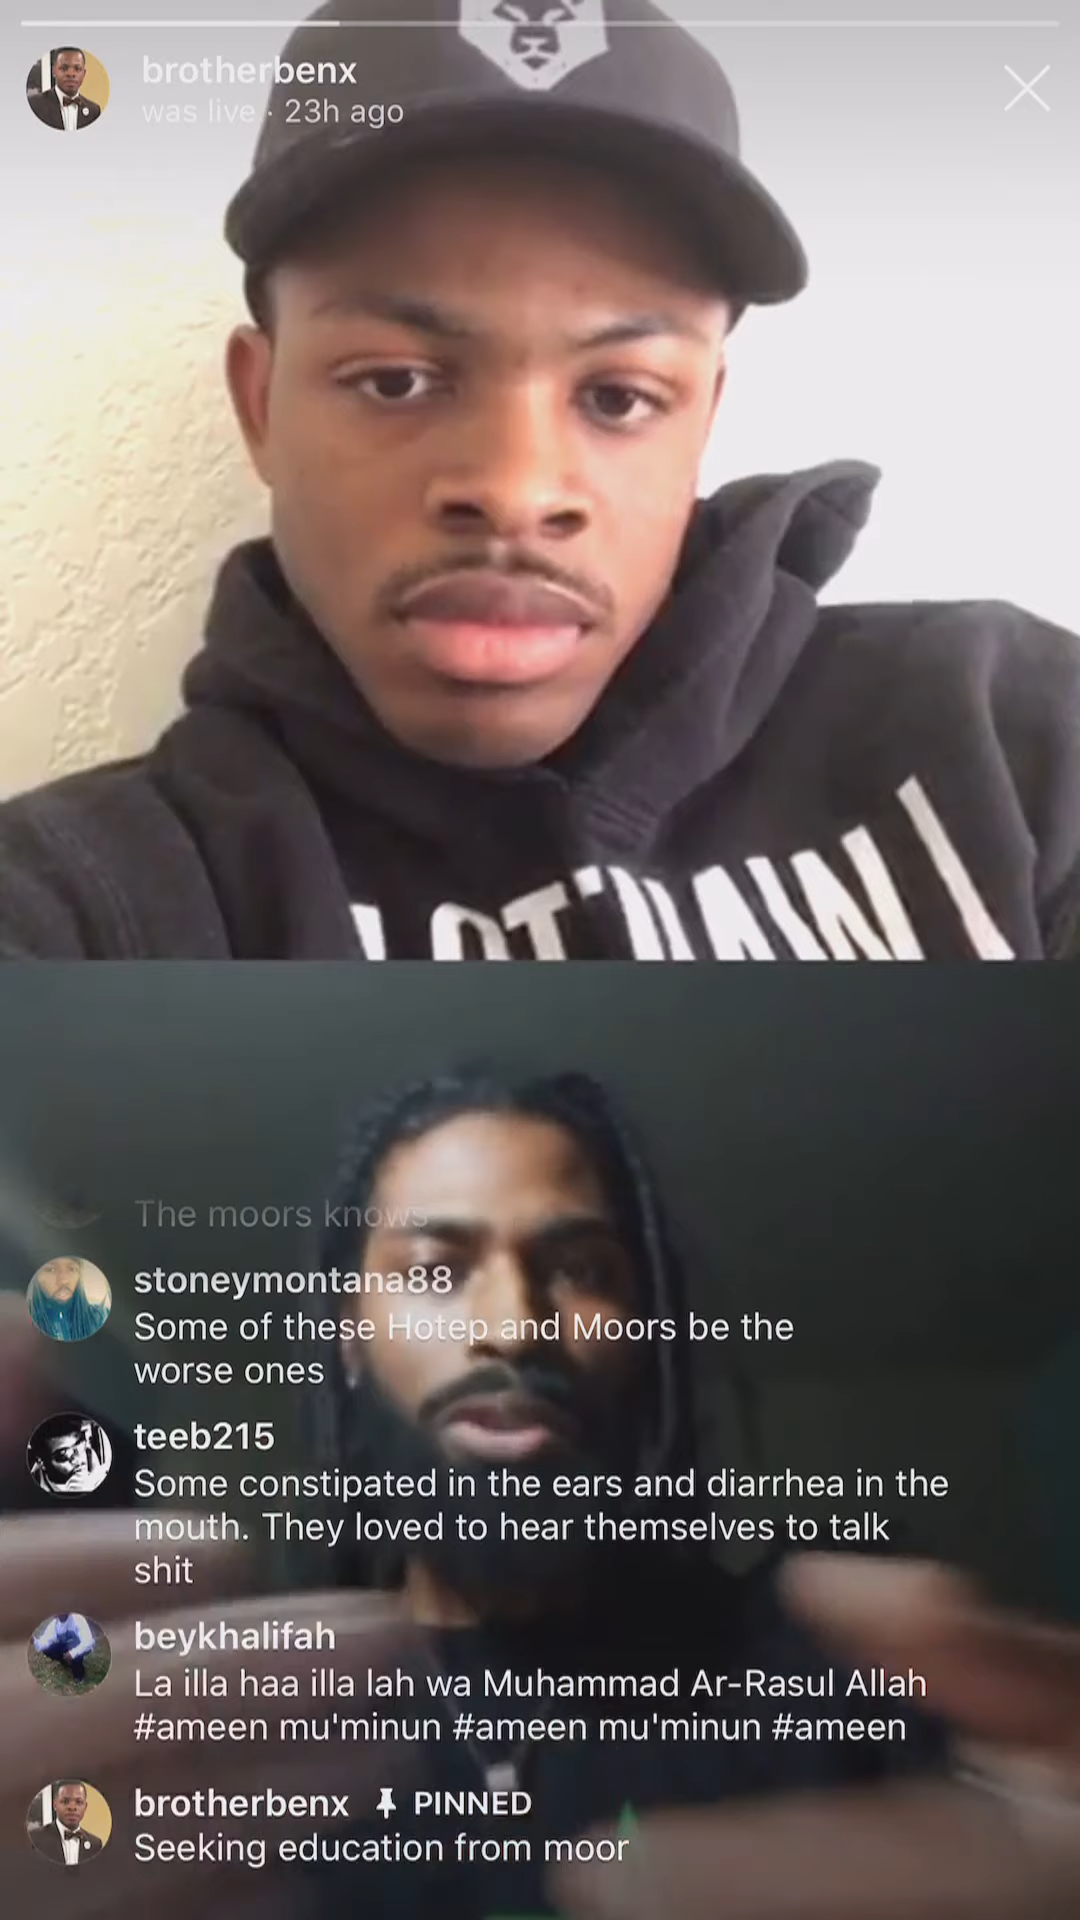 brotherbenx
was live · 23h ago
The moors knows
stoneymontana88
Some of these Hotep and Moors be the
worse ones
teeb215
Some constipated in the ears and diarrhea in the
mouth. They loved to hear themselves to talk
shit
beykhalifah
La illa haa illa lah wa Muhammad Ar-Rasul Allah
#ameen mu'minun #ameen mu'minun #ameen
brotherbenx PINNED
Seeking education from moor